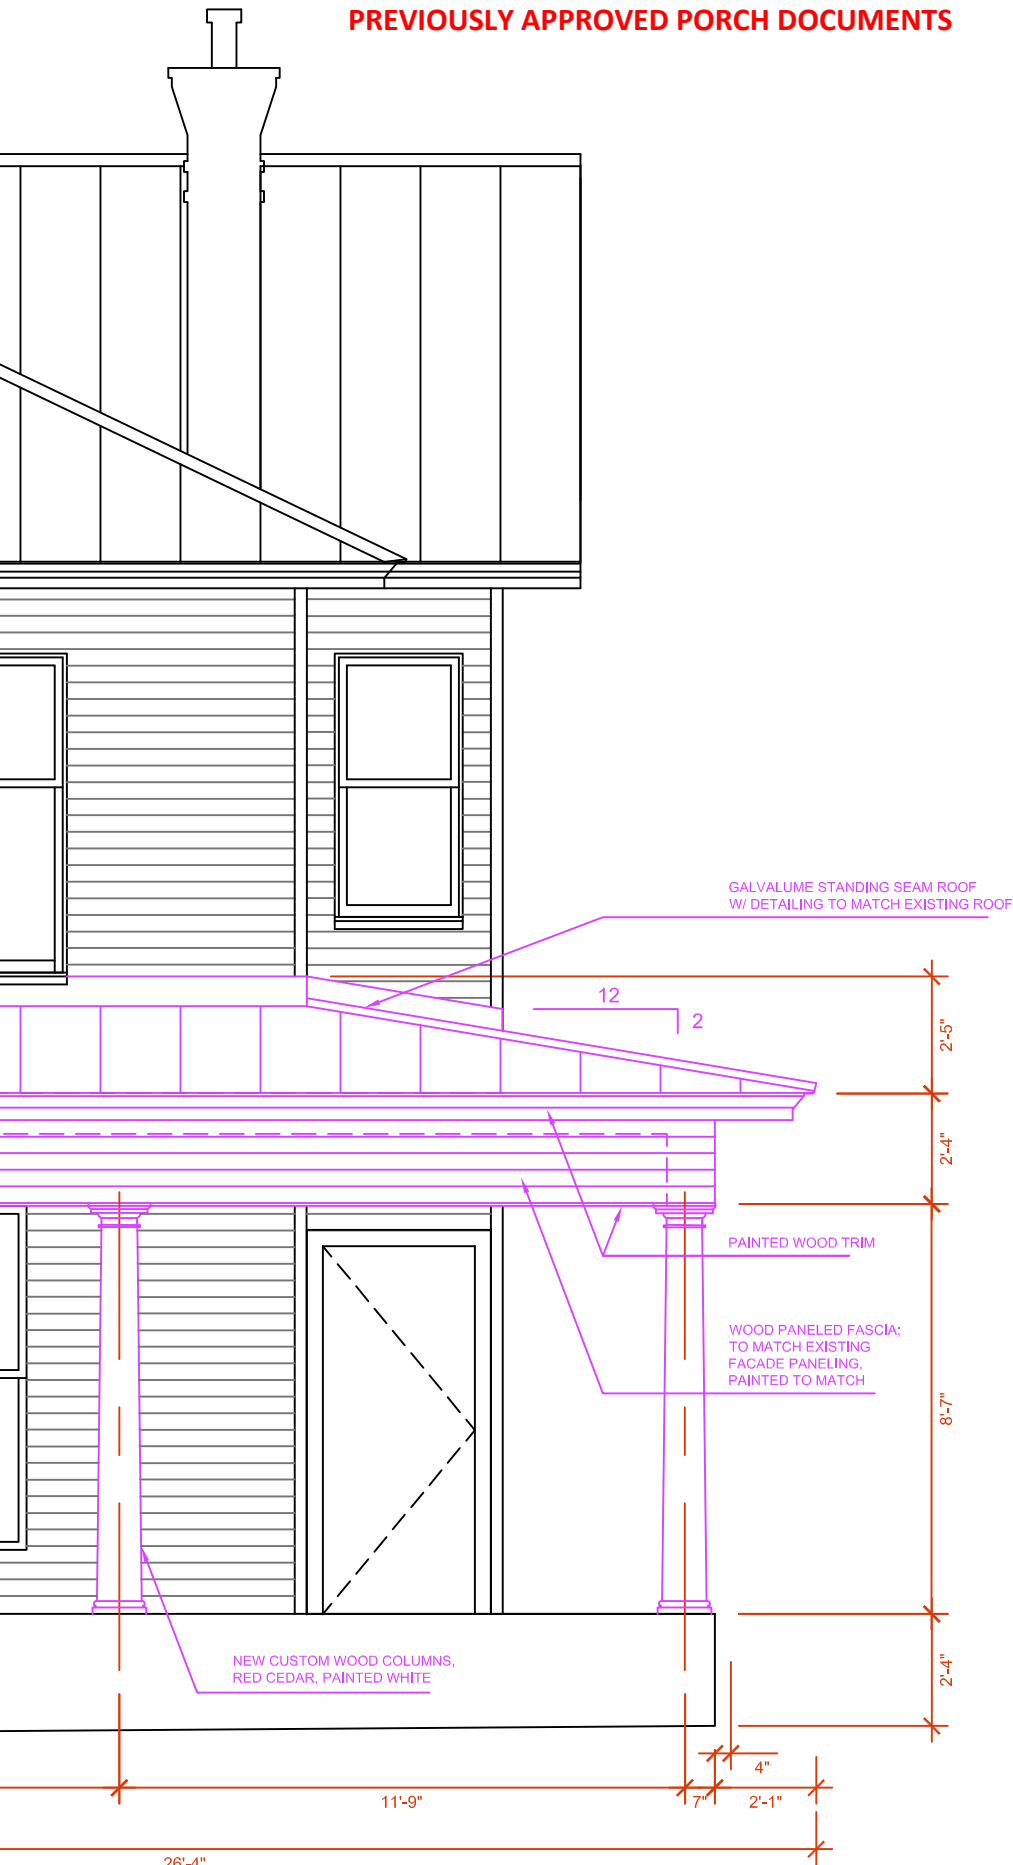 PREVIOUSLY APPROVED PORCH DOCUMENTS
GALVALUME STANDING SEAM ROOF
W/ DETAILING TO MATCH EXISTING ROOF
12
2
2'-5"
2'-4"
PAINTED WOOD TRIM
WOOD PANELED FASCIA;
TO MATCH EXISTING
FACADE PANELING,
PAINTED TO MATCH
8'-7"
NEW CUSTOM WOOD COLUMNS,
RED CEDAR, PAINTED WHITE
2'-4"
4"
11'-9"
7"
2'-1"
26'-4"